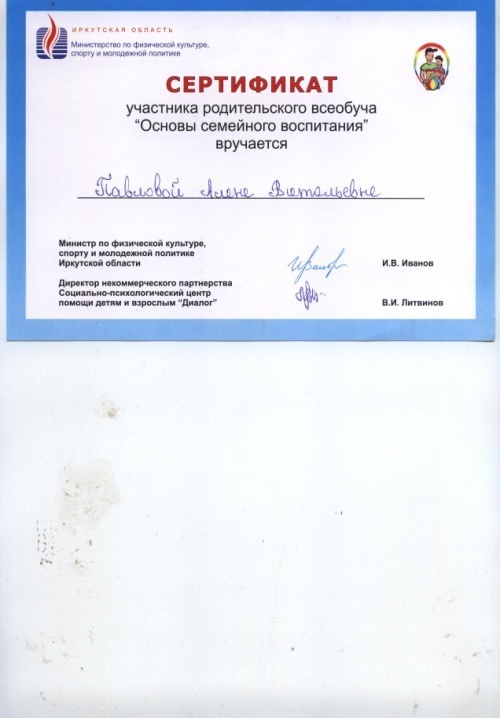 ИРКУТСКАЯ ОБЛАСТЬ
Министерство по физической культуре,
спорту и молодежной политике
СЕРТИФИКАТ
участника родительского всеобуча
“Основы семейного воспитания”
вручается
Павловой Алене Витальевне
Министр по физической культуре,
спорту и молодежной политике
Иркутской области
И.В. Иванов
Директор некоммерческого партнерства
Социально-психологический центр
помощи детям и взрослым “Диалог”
В.И. Литвинов